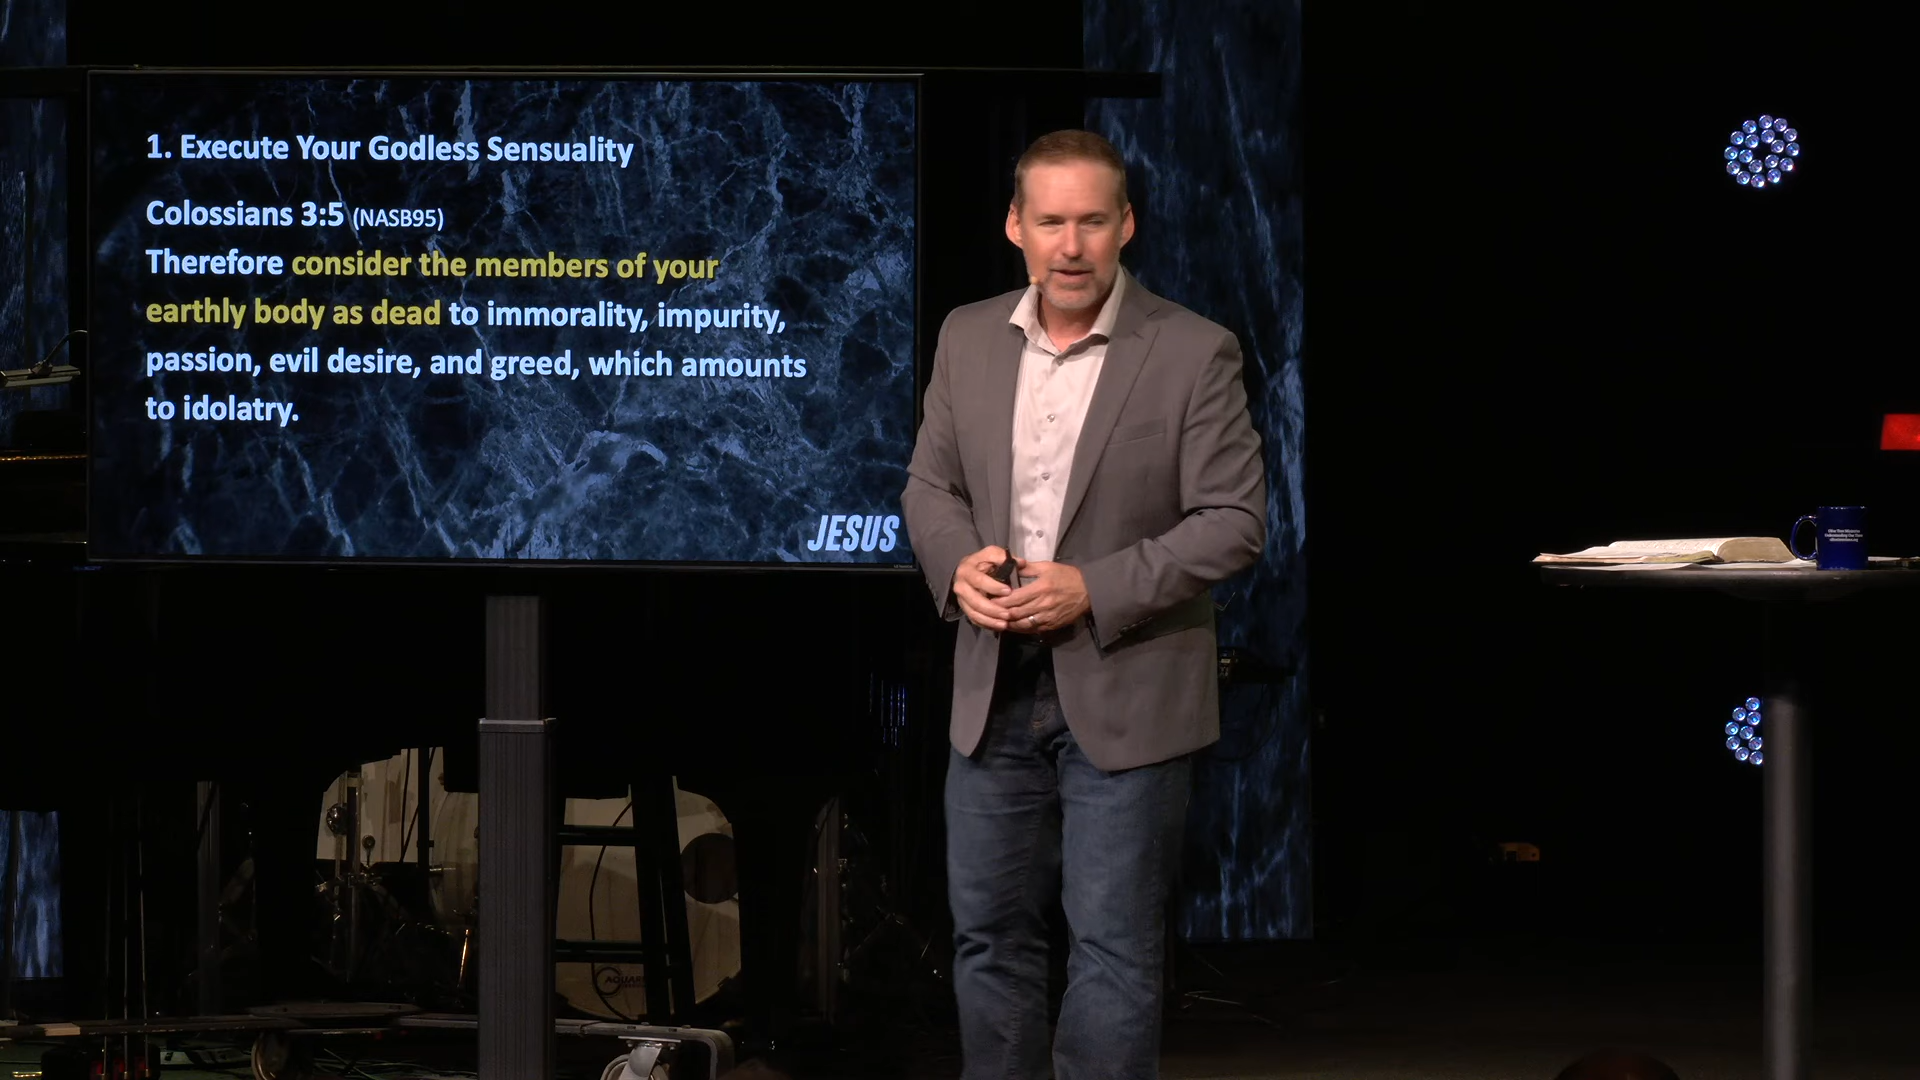 1. Execute Your Godless Sensuality
Colossians 3:5 (NASB95)
Therefore consider the members of your
earthly body as dead to immorality, impurity,
passion, evil desire, and greed, which amounts
to idolatry.
JESUS